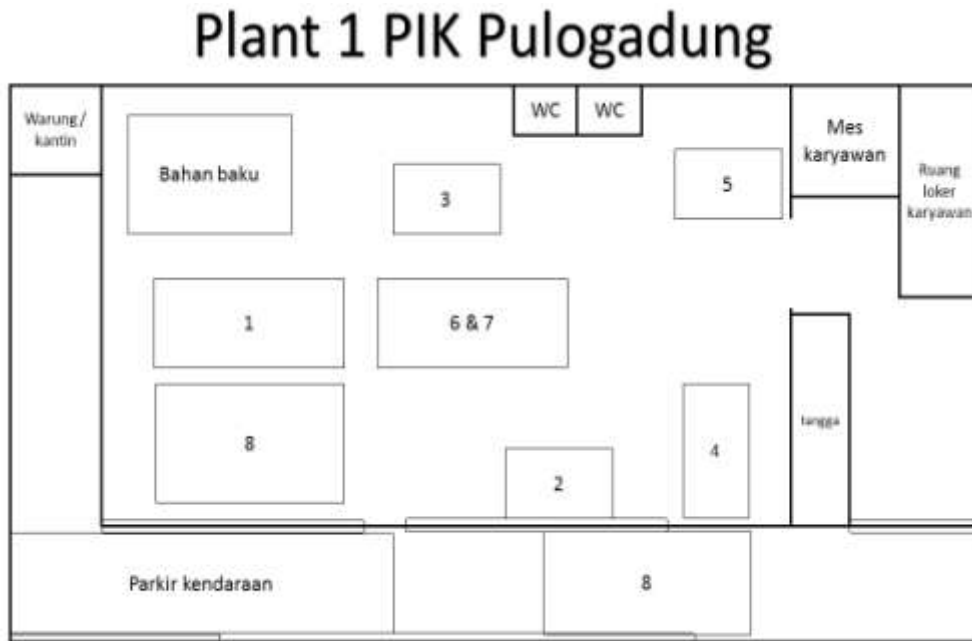 Plant 1 PIK Pulogadung
Warung/
kantin
WC
WC
Mes
karyawan
Bahan baku
3
5
Ruang
loker
karyawan
1
6 & 7
8
4
tangga
2
Parkir kendaraan
8